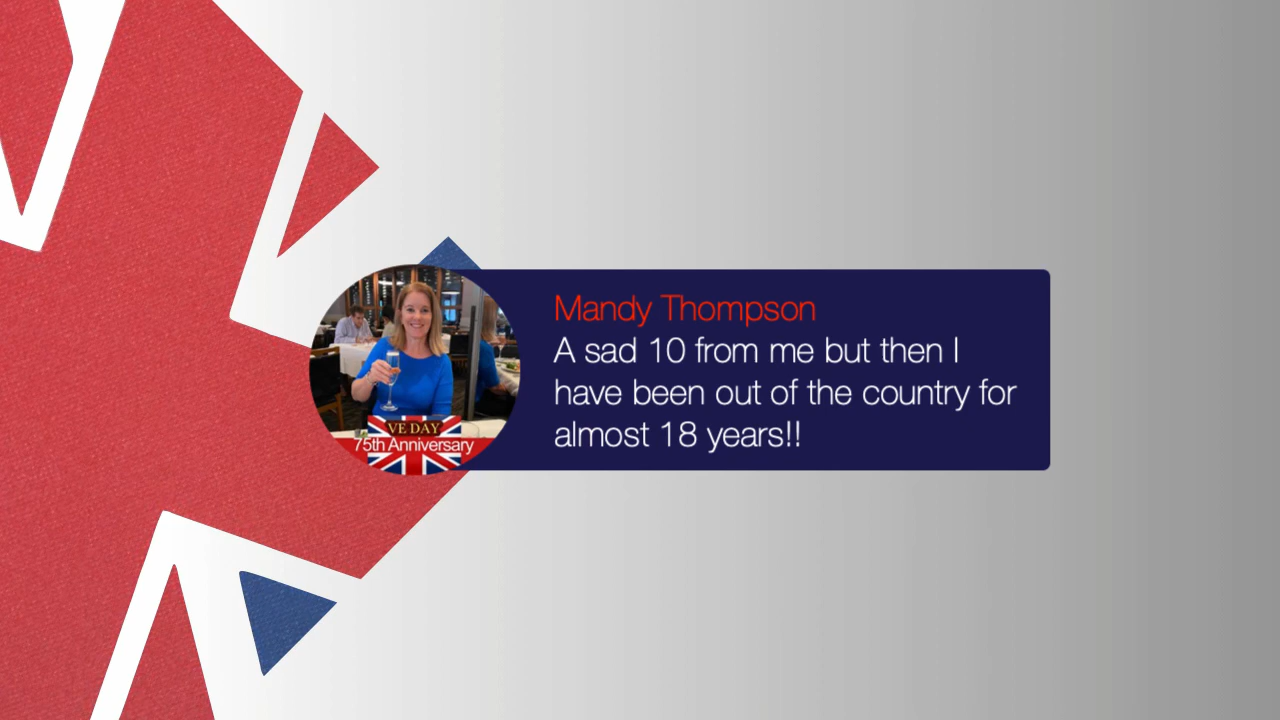 Mandy Thompson
A sad 10 from me but then I
have been out of the country for
almost 18 years!!
VE DAY
75th Anniversary